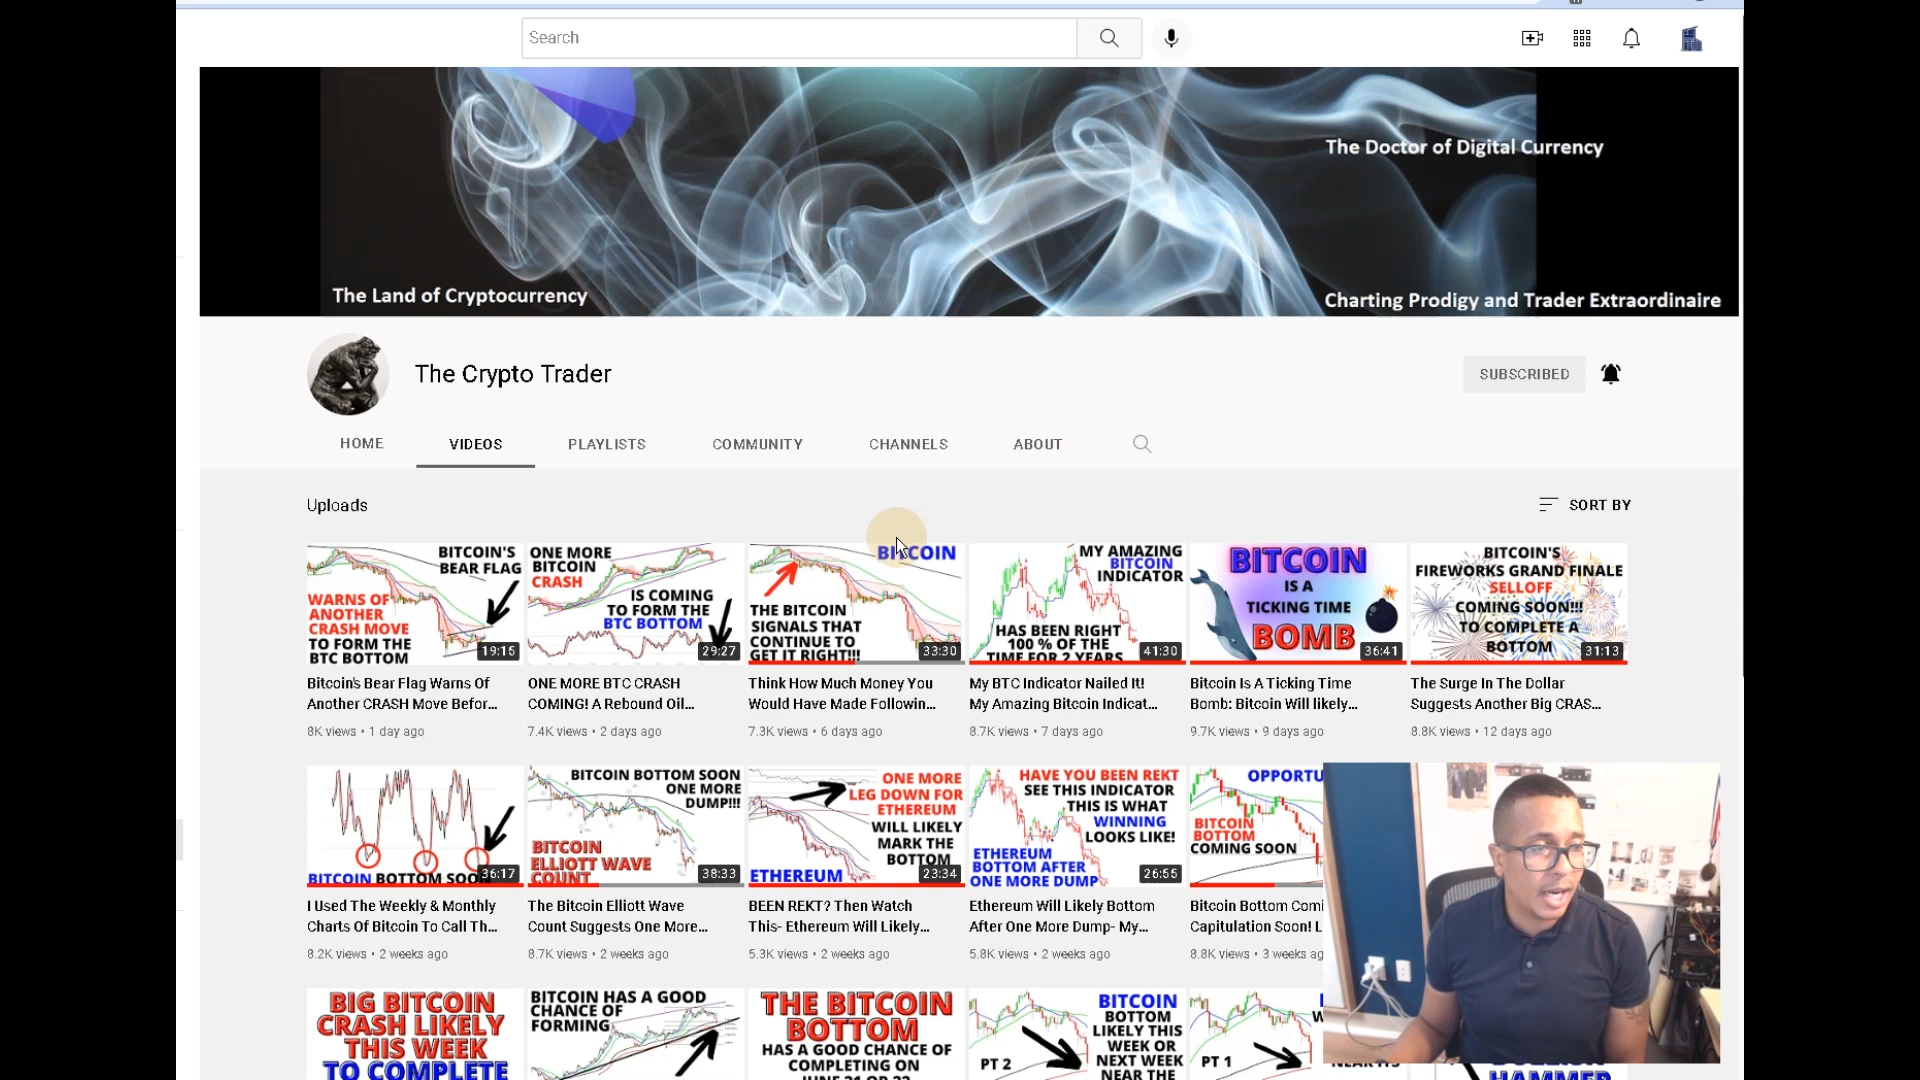 Search
The Doctor of Digital Currency
The Land of Cryptocurrency
Charting Prodigy and Trader Extraordinaire
The Crypto Trader
SUBSCRIBED
HOME
VIDEOS
PLAYLISTS
COMMUNITY
CHANNELS
ABOUT
Uploads
SORT BY
BITCOIN'S
BEAR FLAG
WARNS OF
ANOTHER
CRASH MOVE
TO FORM THE
BTC BOTTOM
19:15
ONE MORE
BITCOIN
CRASH
IS COMING
TO FORM THE
BTC BOTTOM
29:27
BITCOIN
THE BITCOIN
SIGNALS THAT
CONTINUE TO
GET IT RIGHT!!!
33:30
MY AMAZING
BITCOIN
INDICATOR
HAS BEEN RIGHT
100 % OF THE
TIME FOR 2 YEARS
41:30
BITCOIN
IS A
TICKING TIME
BOMB
36:41
BITCOIN'S
FIREWORKS GRAND FINALE
SELLOFF
COMING SOON!!!
TO COMPLETE A
BOTTOM
31:13
Bitcoin's Bear Flag Warns Of
Another CRASH Move Befor...
8K views • 1 day ago
ONE MORE BTC CRASH
COMING! A Rebound Oil...
7.4K views • 2 days ago
Think How Much Money You
Would Have Made Followin...
7.3K views • 6 days ago
My BTC Indicator Nailed It!
My Amazing Bitcoin Indicat...
8.7K views • 7 days ago
Bitcoin Is A Ticking Time
Bomb: Bitcoin Will likely...
9.7K views • 9 days ago
The Surge In The Dollar
Suggests Another Big CRAS...
8.8K views • 12 days ago
BITCOIN BOTTOM SOON
36:17
BITCOIN BOTTOM SOON
ONE MORE
DUMP!!!
BITCOIN
ELLIOTT WAVE
COUNT
38:33
ONE MORE
LEG DOWN FOR
ETHEREUM
WILL LIKELY
MARK THE
BOTTOM
ETHEREUM
23:34
HAVE YOU BEEN REKT
SEE THIS INDICATOR
THIS IS WHAT
WINNING
LOOKS LIKE!
ETHEREUM
BOTTOM AFTER
ONE MORE DUMP
26:55
OPPORTU
BITCOIN
BOTTOM
COMING SOON
I Used The Weekly & Monthly
Charts Of Bitcoin To Call Th...
8.2K views • 2 weeks ago
The Bitcoin Elliott Wave
Count Suggests One More...
8.7K views • 2 weeks ago
BEEN REKT? Then Watch
This- Ethereum Will Likely...
5.3K views • 2 weeks ago
Ethereum Will Likely Bottom
After One More Dump- My...
5.8K views • 2 weeks ago
Bitcoin Bottom Comi
Capitulation Soon! L
8.8K views • 3 weeks ag
BIG BITCOIN
CRASH LIKELY
THIS WEEK
TO COMPLETE
BITCOIN HAS A GOOD
CHANCE OF
FORMING
THE BITCOIN
BOTTOM
HAS A GOOD CHANCE OF
COMPLETING ON
BITCOIN
BOTTOM
LIKELY THIS
WEEK OR
NEXT WEEK
NEAR THE
PT 2
PT 1
HAMMER